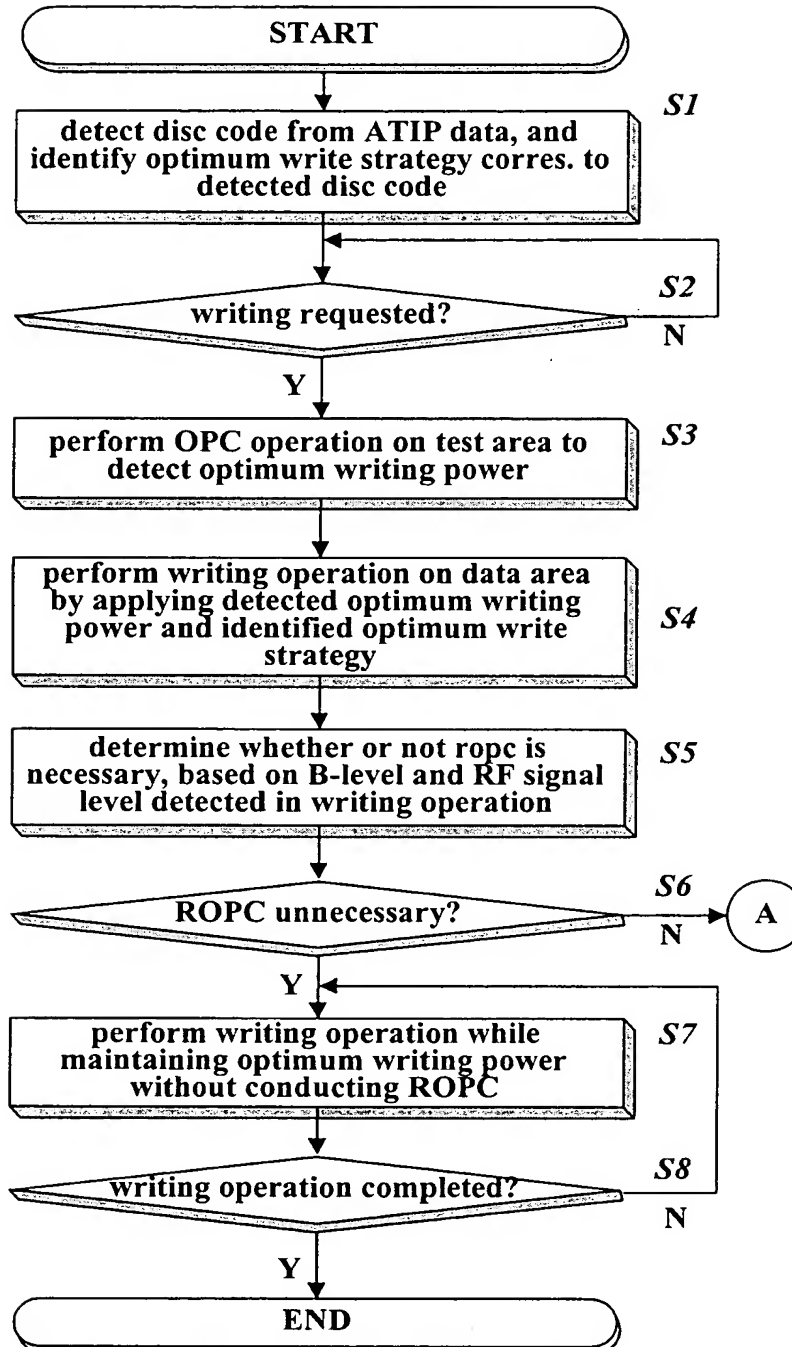 START
S1
detect disc code from ATIP data, and
identify optimum write strategy corres. to
detected disc code
S2
writing requested?
N
Y
S3
perform OPC operation on test area to
detect optimum writing power
perform writing operation on data area
by applying detected optimum writing
power and identified optimum write
strategy
S4
determine whether or not ropc is
necessary, based on B-level and RF signal
level detected in writing operation
S5
S6
ROPC unnecessary?
N
A
Y
perform writing operation while
maintaining optimum writing power
without conducting ROPC
S7
S8
writing operation completed?
N
Y
END